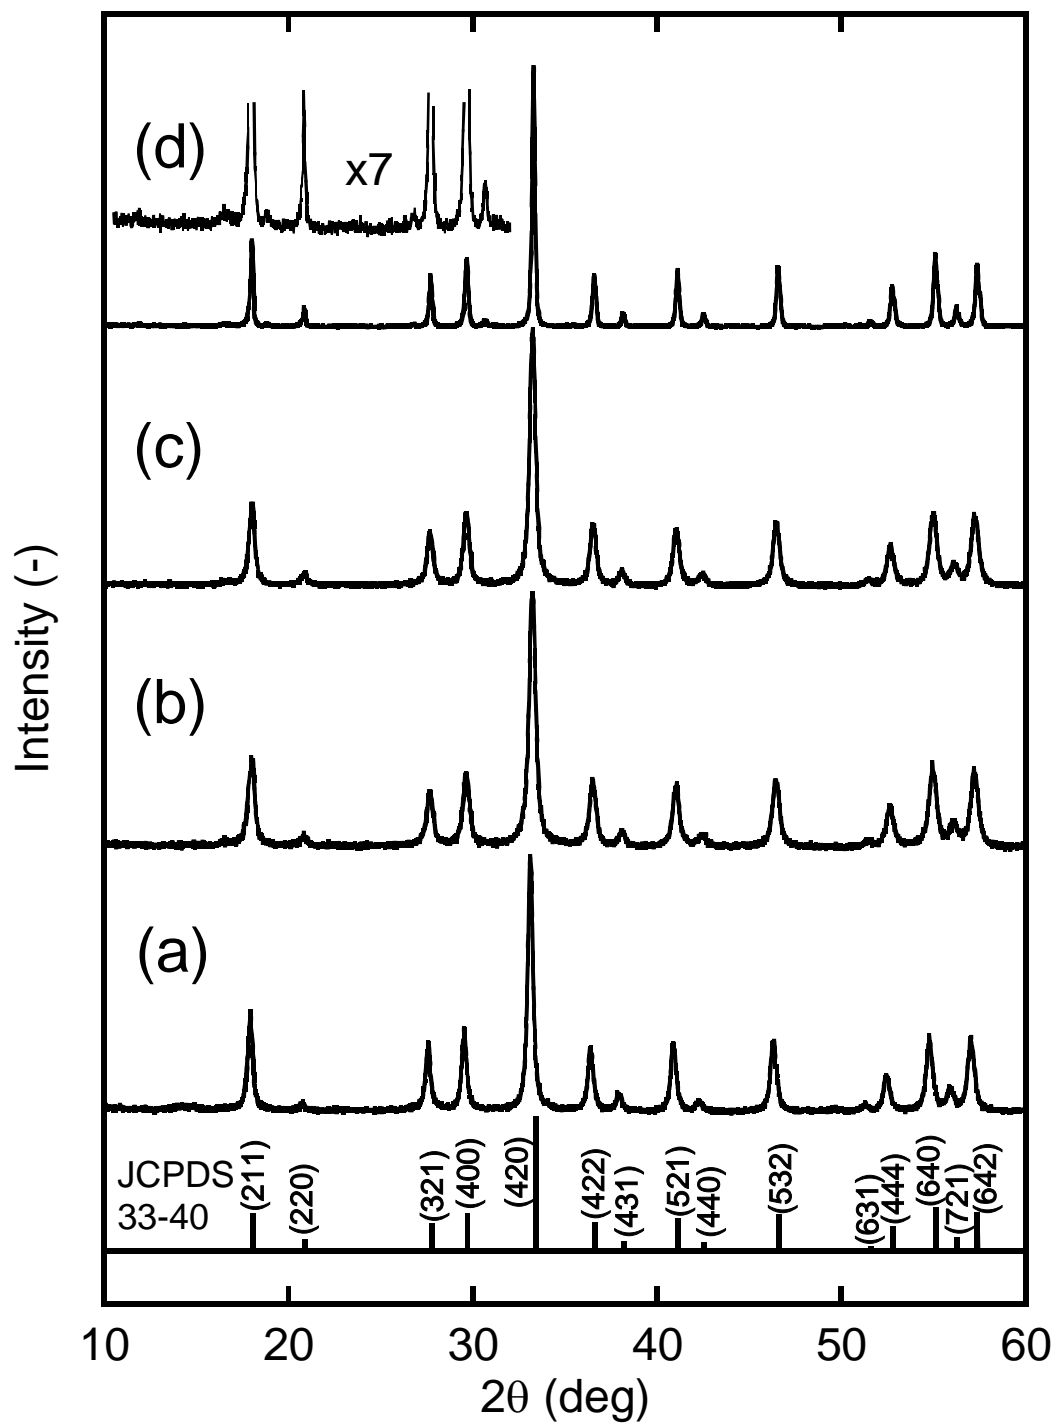 (d)
x7
(c)
(b)
(a)
Intensity (-)
JCPDS
33-40
(211)
(220)
(321)
(400)
(420)
(422)
(431)
(521)
(440)
(532)
(631)
(444)
(640)
(721)
(642)
10 20 30 40 50 60
2θ (deg)